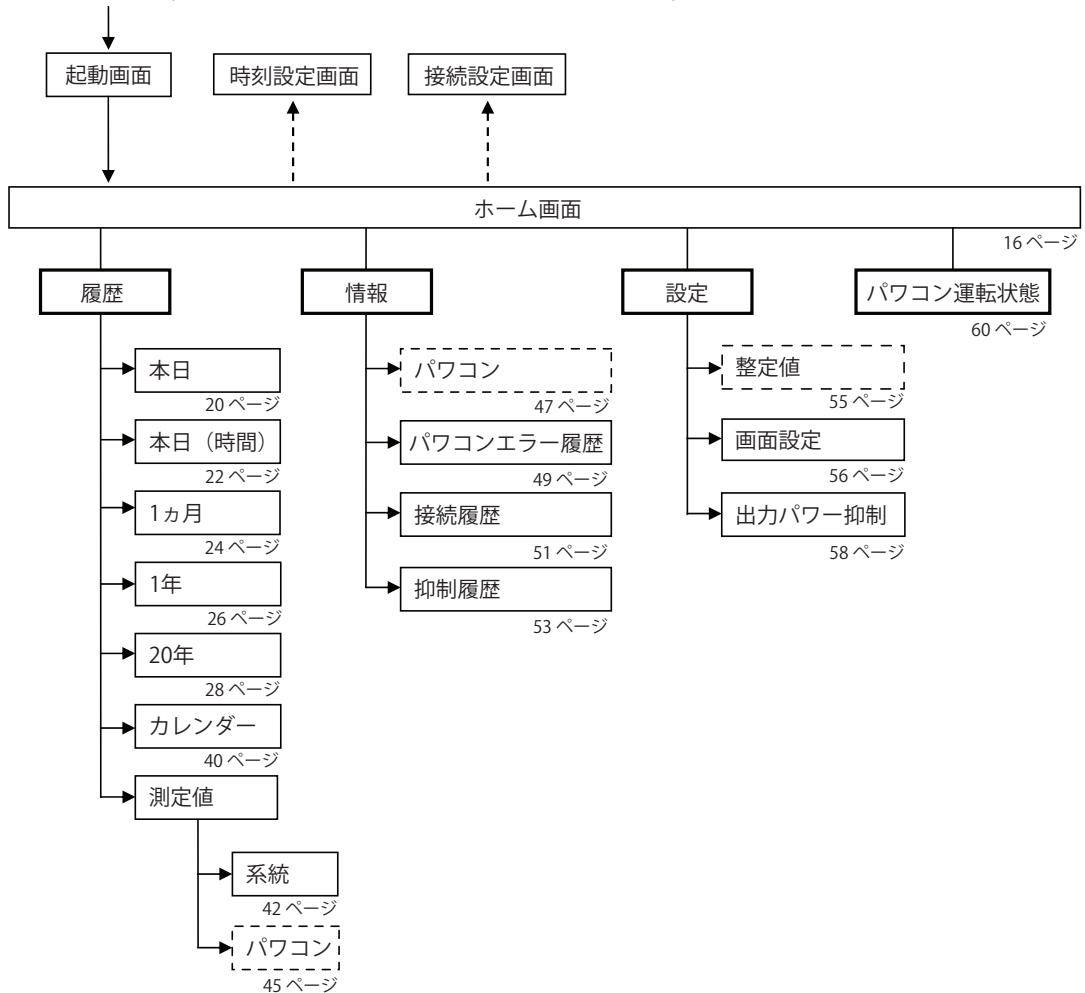 起動画面
時刻設定画面
接続設定画面
ホーム画面
16 ページ
履歴
情報
設定
パワコン運転状態
60 ページ
本日
20 ページ
本日（時間）
22 ページ
1ヵ月
24 ページ
1年
26 ページ
20年
28 ページ
カレンダー
40 ページ
測定値
系統
42 ページ
パワコン
45 ページ
パワコン
47 ページ
パワコンエラー履歴
49 ページ
接続履歴
51 ページ
抑制履歴
53 ページ
整定値
55 ページ
画面設定
56 ページ
出力パワー抑制
58 ページ